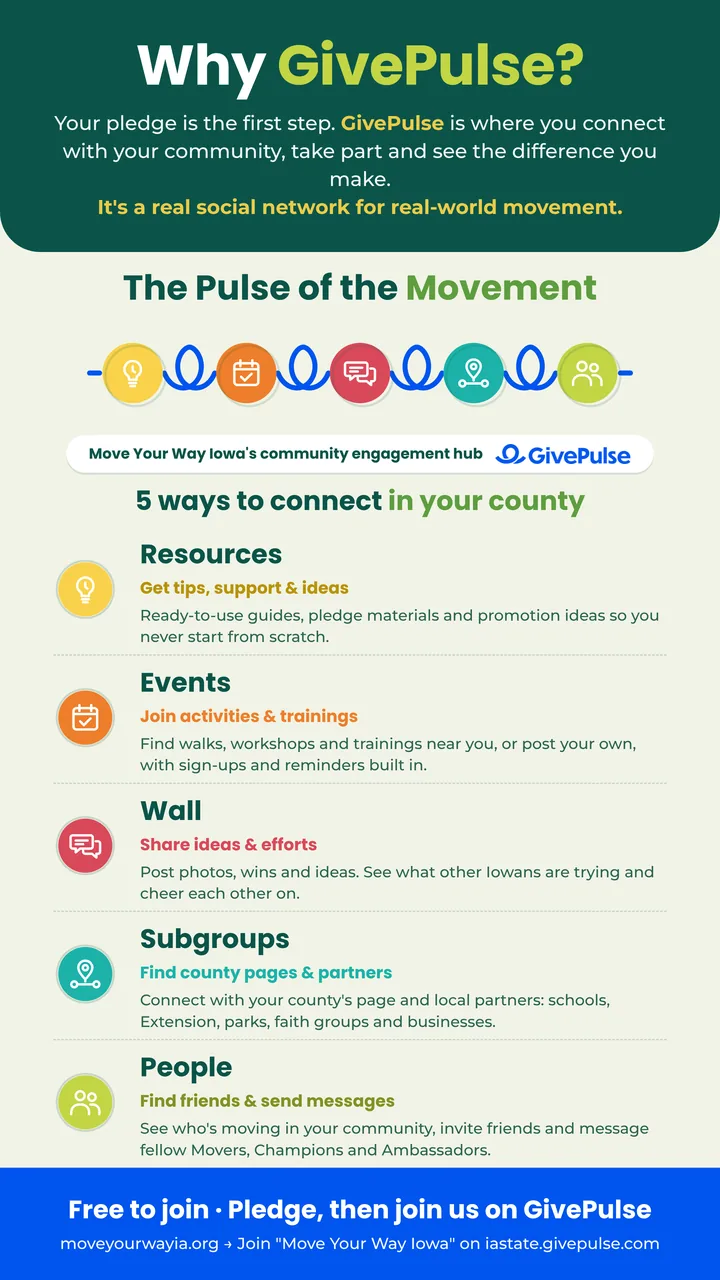 Why GivePulse?
Your pledge is the first step. GivePulse is where you connect
with your community, take part and see the difference you
make.
It's a real social network for real-world movement.
The Pulse of the Movement
Move Your Way Iowa's community engagement hub GivePulse
5 ways to connect in your county
Resources
Get tips, support & ideas
Ready-to-use guides, pledge materials and promotion ideas so you
never start from scratch.
Events
Join activities & trainings
Find walks, workshops and trainings near you, or post your own,
with sign-ups and reminders built in.
Wall
Share ideas & efforts
Post photos, wins and ideas. See what other Iowans are trying and
cheer each other on.
Subgroups
Find county pages & partners
Connect with your county's page and local partners: schools,
Extension, parks, faith groups and businesses.
People
Find friends & send messages
See who's moving in your community, invite friends and message
fellow Movers, Champions and Ambassadors.
Free to join · Pledge, then join us on GivePulse
moveyourwayia.org → Join "Move Your Way Iowa" on iastate.givepulse.com